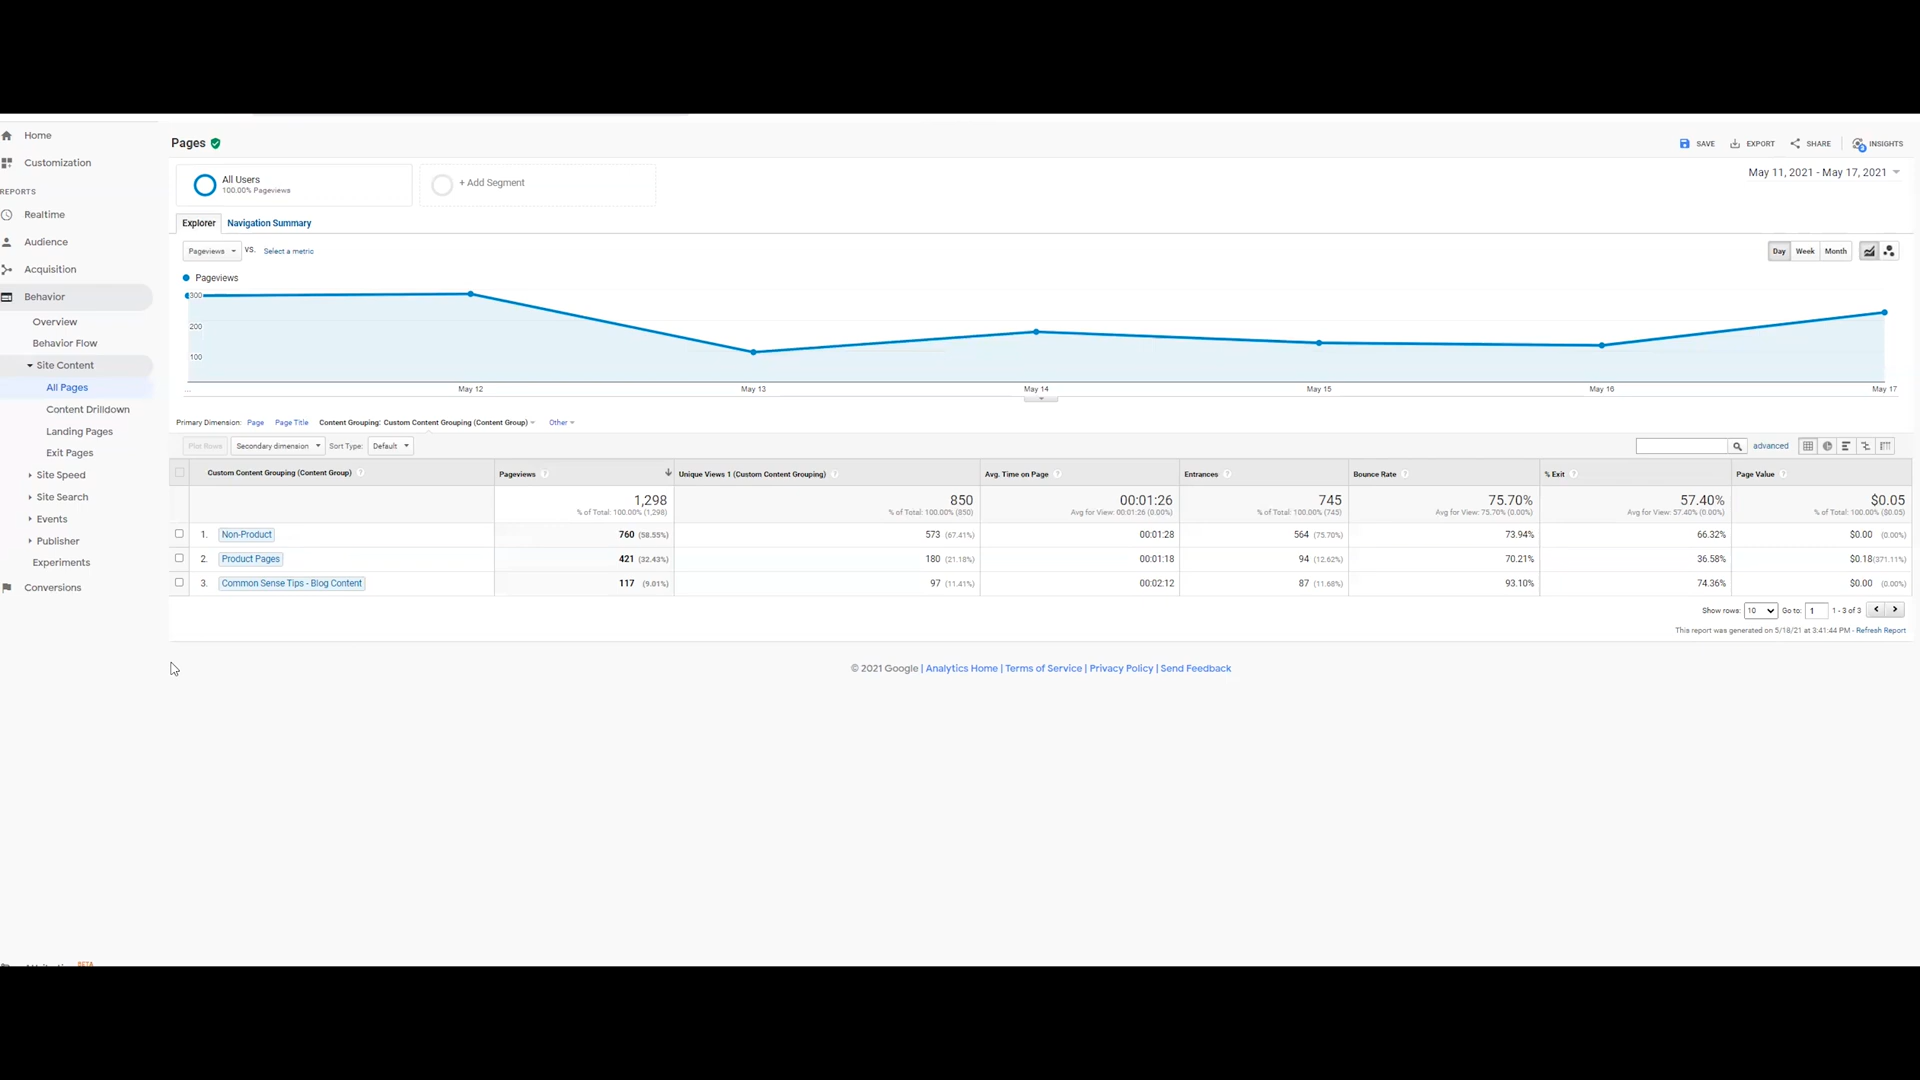 Home
Customization
REPORTS
Realtime
Audience
Acquisition
Behavior
Overview
Behavior Flow
Site Content
All Pages
Content Drilldown
Landing Pages
Exit Pages
Site Speed
Site Search
Events
Publisher
Experiments
Conversions
BETA
Pages
SAVE EXPORT SHARE INSIGHTS
All Users
100.00% Pageviews
+ Add Segment
May 11, 2021 - May 17, 2021
Explorer Navigation Summary
Pageviews VS. Select a metric
Day Week Month
Pageviews
300
200
100
... May 12 May 13 May 14 May 15 May 16 May 17
Primary Dimension: Page Page Title Content Grouping: Custom Content Grouping (Content Group) Other
Plot Rows Secondary dimension Sort Type: Default advanced
Custom Content Grouping (Content Group) Pageviews Unique Views 1 (Custom Content Grouping) Avg. Time on Page Entrances Bounce Rate % Exit Page Value
1,298 850 00:01:26 745 75.70% 57.40% $0.05
% of Total: 100.00% (1,298) % of Total: 100.00% (850) Avg for View: 00:01:26 (0.00%) % of Total: 100.00% (745) Avg for View: 75.70% (0.00%) Avg for View: 57.40% (0.00%) % of Total: 100.00% ($0.05)
1. Non-Product 760 (58.55%) 573 (67.41%) 00:01:28 564 (75.70%) 73.94% 66.32% $0.00 (0.00%)
2. Product Pages 421 (32.43%) 180 (21.18%) 00:01:18 94 (12.62%) 70.21% 36.58% $0.18(371.11%)
3. Common Sense Tips - Blog Content 117 (9.01%) 97 (11.41%) 00:02:12 87 (11.68%) 93.10% 74.36% $0.00 (0.00%)
Show rows: 10 Go to: 1 1 - 3 of 3
This report was generated on 5/18/21 at 3:41:44 PM - Refresh Report
© 2021 Google | Analytics Home | Terms of Service | Privacy Policy | Send Feedback